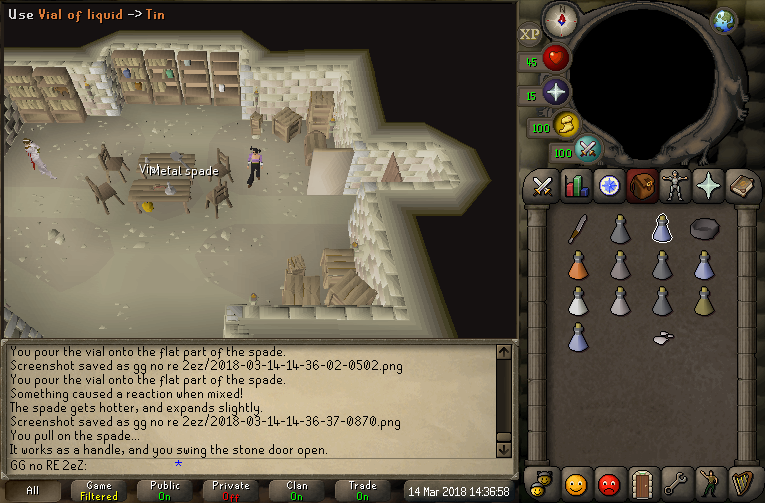 Use Vial of liquid -> Tin
XP
45
15
100
100
Metal spade
You pour the vial onto the flat part of the spade.
Screenshot saved as gg no re 2ez/2018-03-14-14-36-02-0502.png
You pour the vial onto the flat part of the spade.
Something caused a reaction when mixed!
The spade gets hotter, and expands slightly.
Screenshot saved as gg no re 2ez/2018-03-14-14-36-37-0870.png
You pull on the spade...
It works as a handle, and you swing the stone door open.
GG no RE 2eZ: *
All
Game
Filtered
Public
On
Private
Off
Clan
On
Trade
On
14 Mar 2018 14:36:58